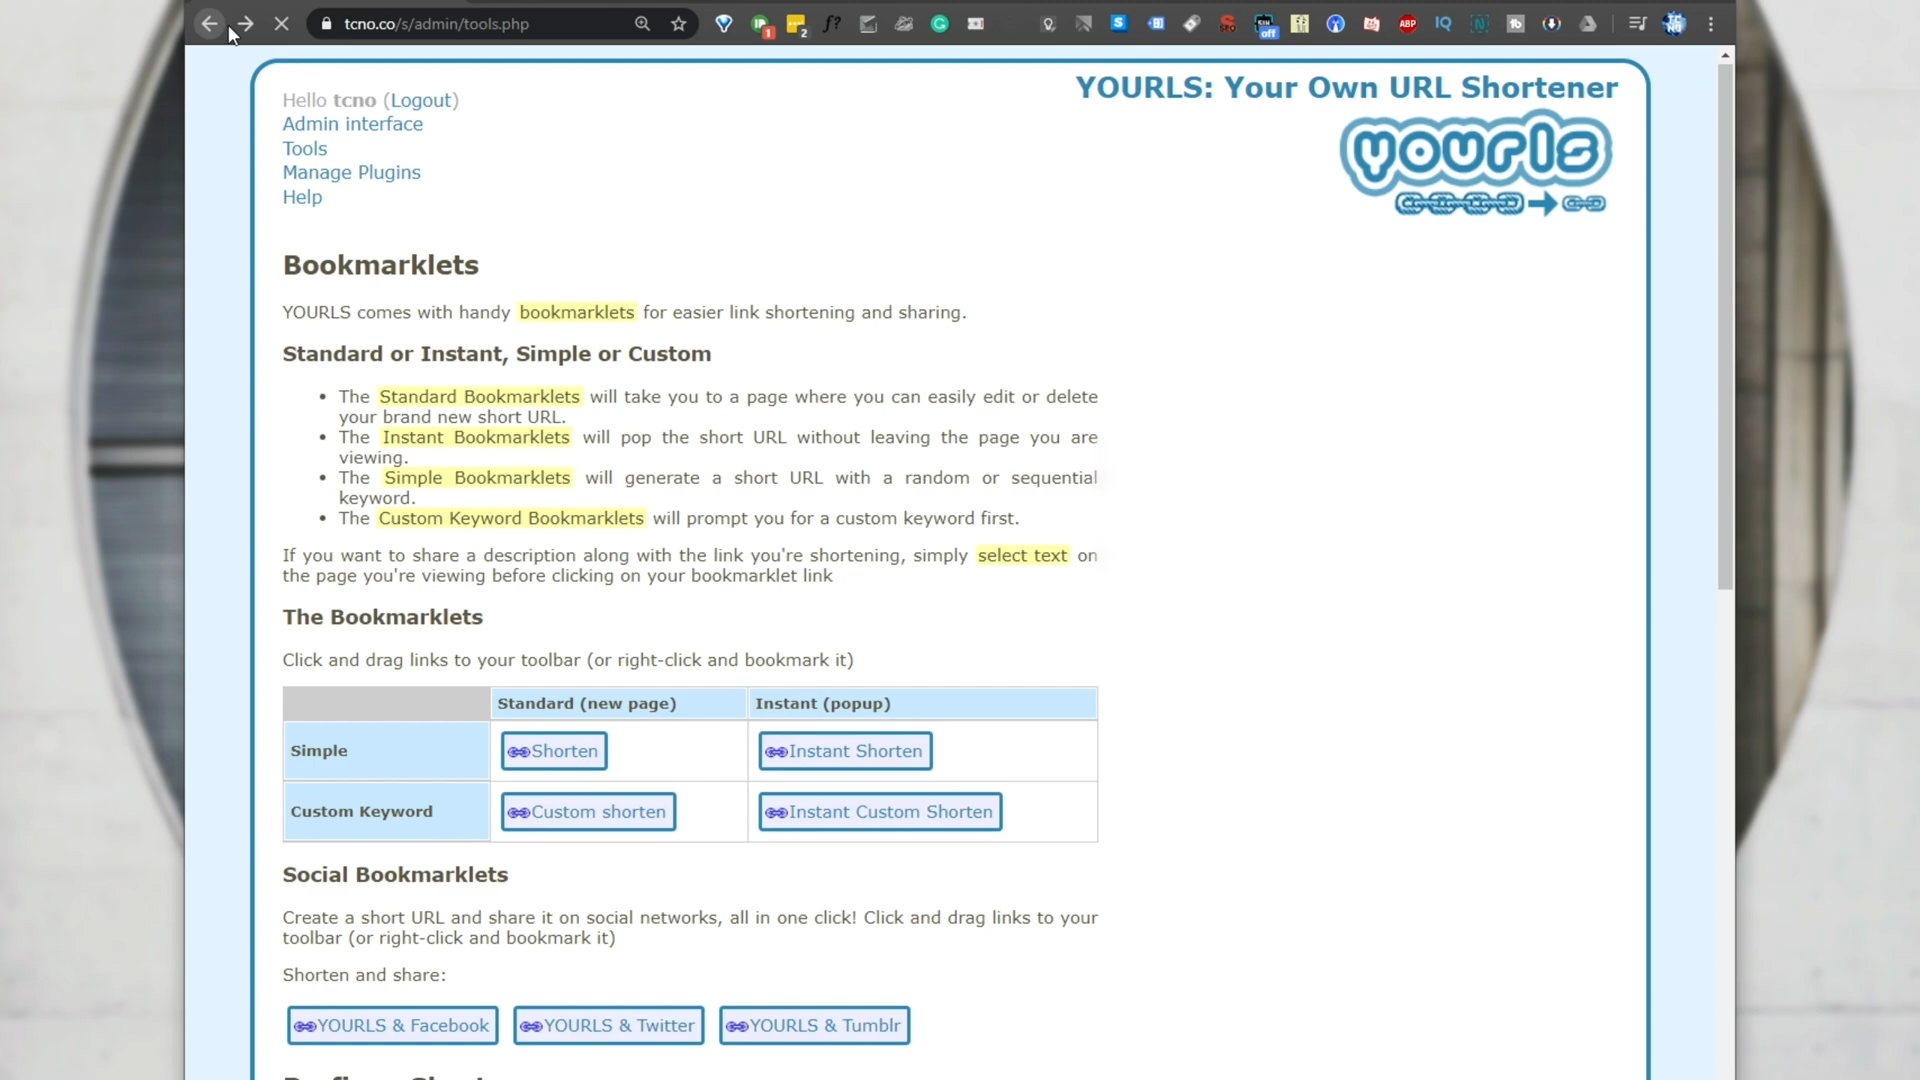 tcno.co/s/admin/tools.php
1
2
f?
S
off
ABP
IQ
N
tb
Hello tcno (Logout)
Admin interface
Tools
Manage Plugins
Help
YOURLS: Your Own URL Shortener
yourls
Bookmarklets
YOURLS comes with handy bookmarklets for easier link shortening and sharing.
Standard or Instant, Simple or Custom
• The Standard Bookmarklets will take you to a page where you can easily edit or delete
your brand new short URL.
• The Instant Bookmarklets will pop the short URL without leaving the page you are
viewing.
• The Simple Bookmarklets will generate a short URL with a random or sequential
keyword.
• The Custom Keyword Bookmarklets will prompt you for a custom keyword first.
If you want to share a description along with the link you're shortening, simply select text on
the page you're viewing before clicking on your bookmarklet link
The Bookmarklets
Click and drag links to your toolbar (or right-click and bookmark it)
Standard (new page) Instant (popup)
Simple Shorten Instant Shorten
Custom Keyword Custom shorten Instant Custom Shorten
Social Bookmarklets
Create a short URL and share it on social networks, all in one click! Click and drag links to your
toolbar (or right-click and bookmark it)
Shorten and share:
YOURLS & Facebook YOURLS & Twitter YOURLS & Tumblr